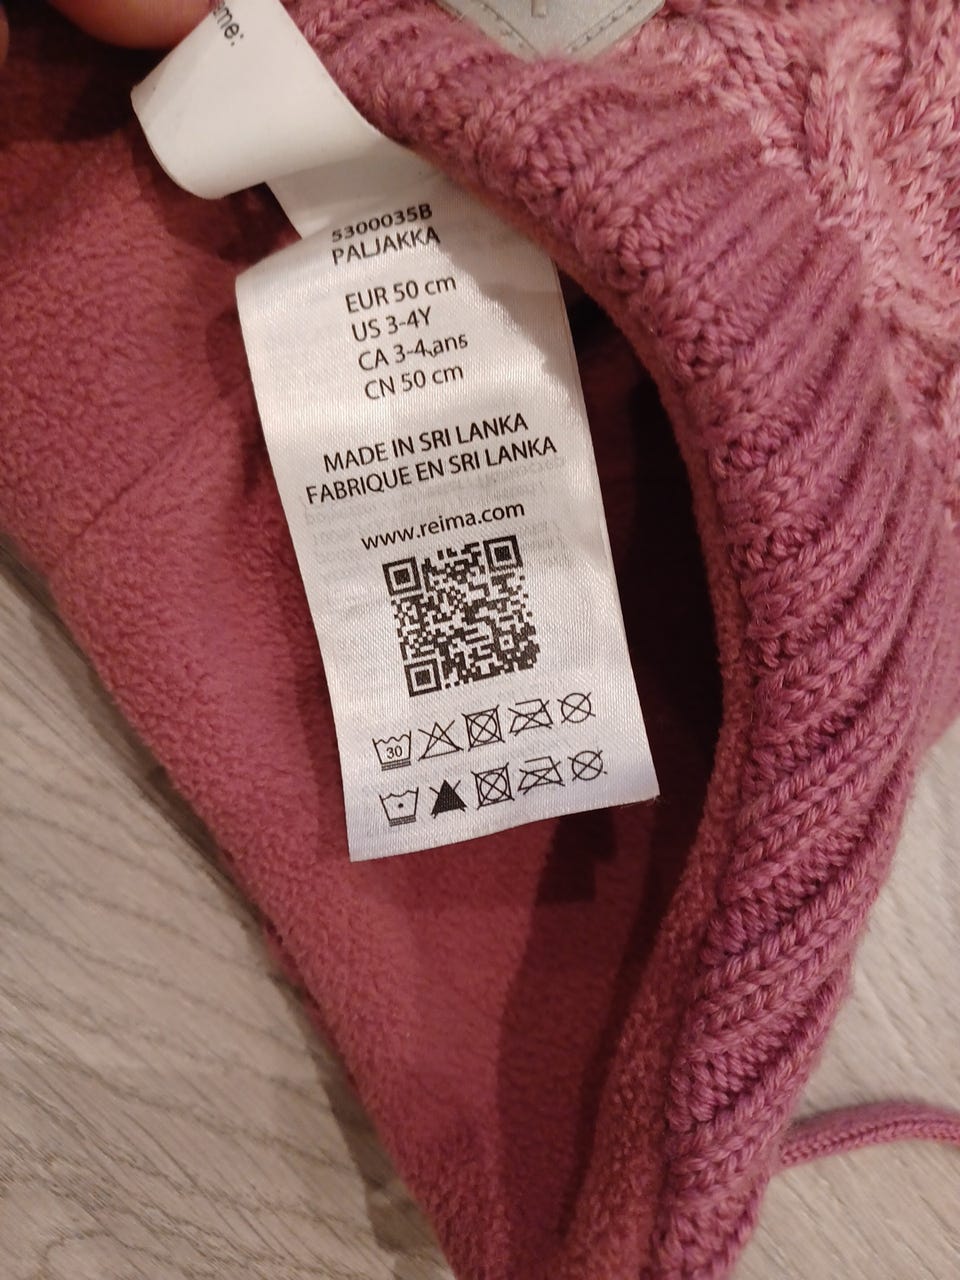 5300035B
PALJAKKA
EUR 50 cm
US 3-4Y
CA 3-4 ans
CN 50 cm
MADE IN SRI LANKA
FABRIQUE EN SRI LANKA
www.reima.com
30